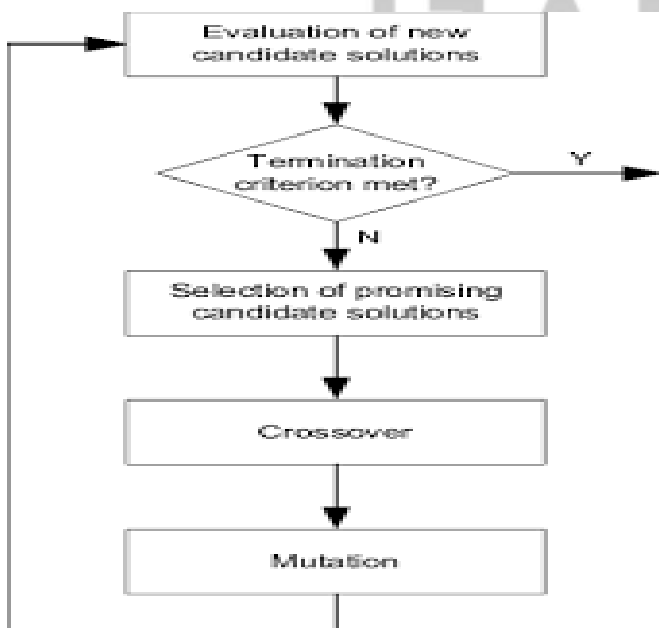 Evaluation of new
candidate solutions
Termination
criterion met?
Y
N
Selection of promising
candidate solutions
Crossover
Mutation